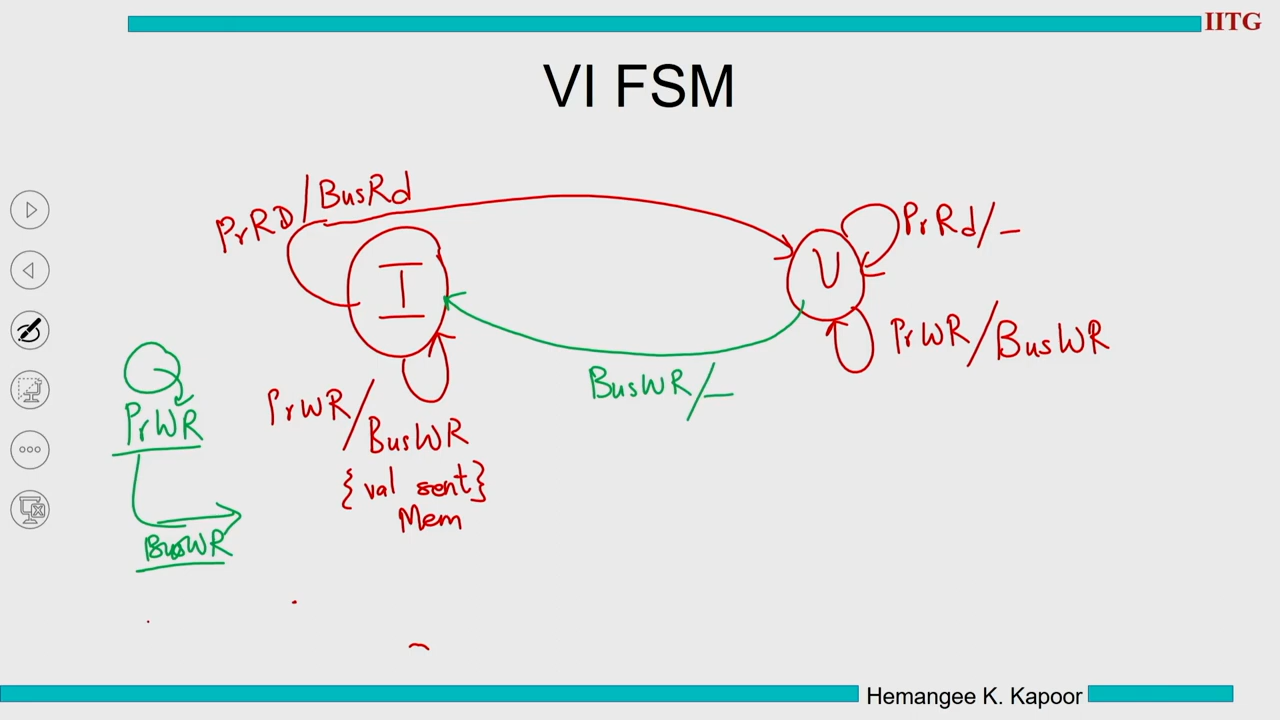 IITG
VI FSM
PrRD/BusRd
I
V
PrRd/–
PrWR/BusWR
BusWR/–
PrWR/BusWR
{val sent}
Mem
PrWR
BusWR
Hemangee K. Kapoor